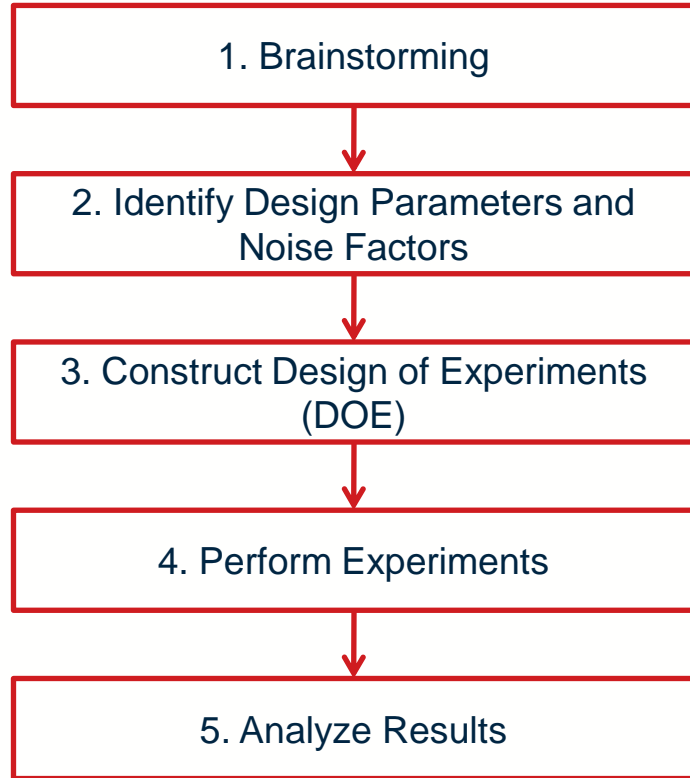 1. Brainstorming
2. Identify Design Parameters and
Noise Factors
3. Construct Design of Experiments
(DOE)
4. Perform Experiments
5. Analyze Results